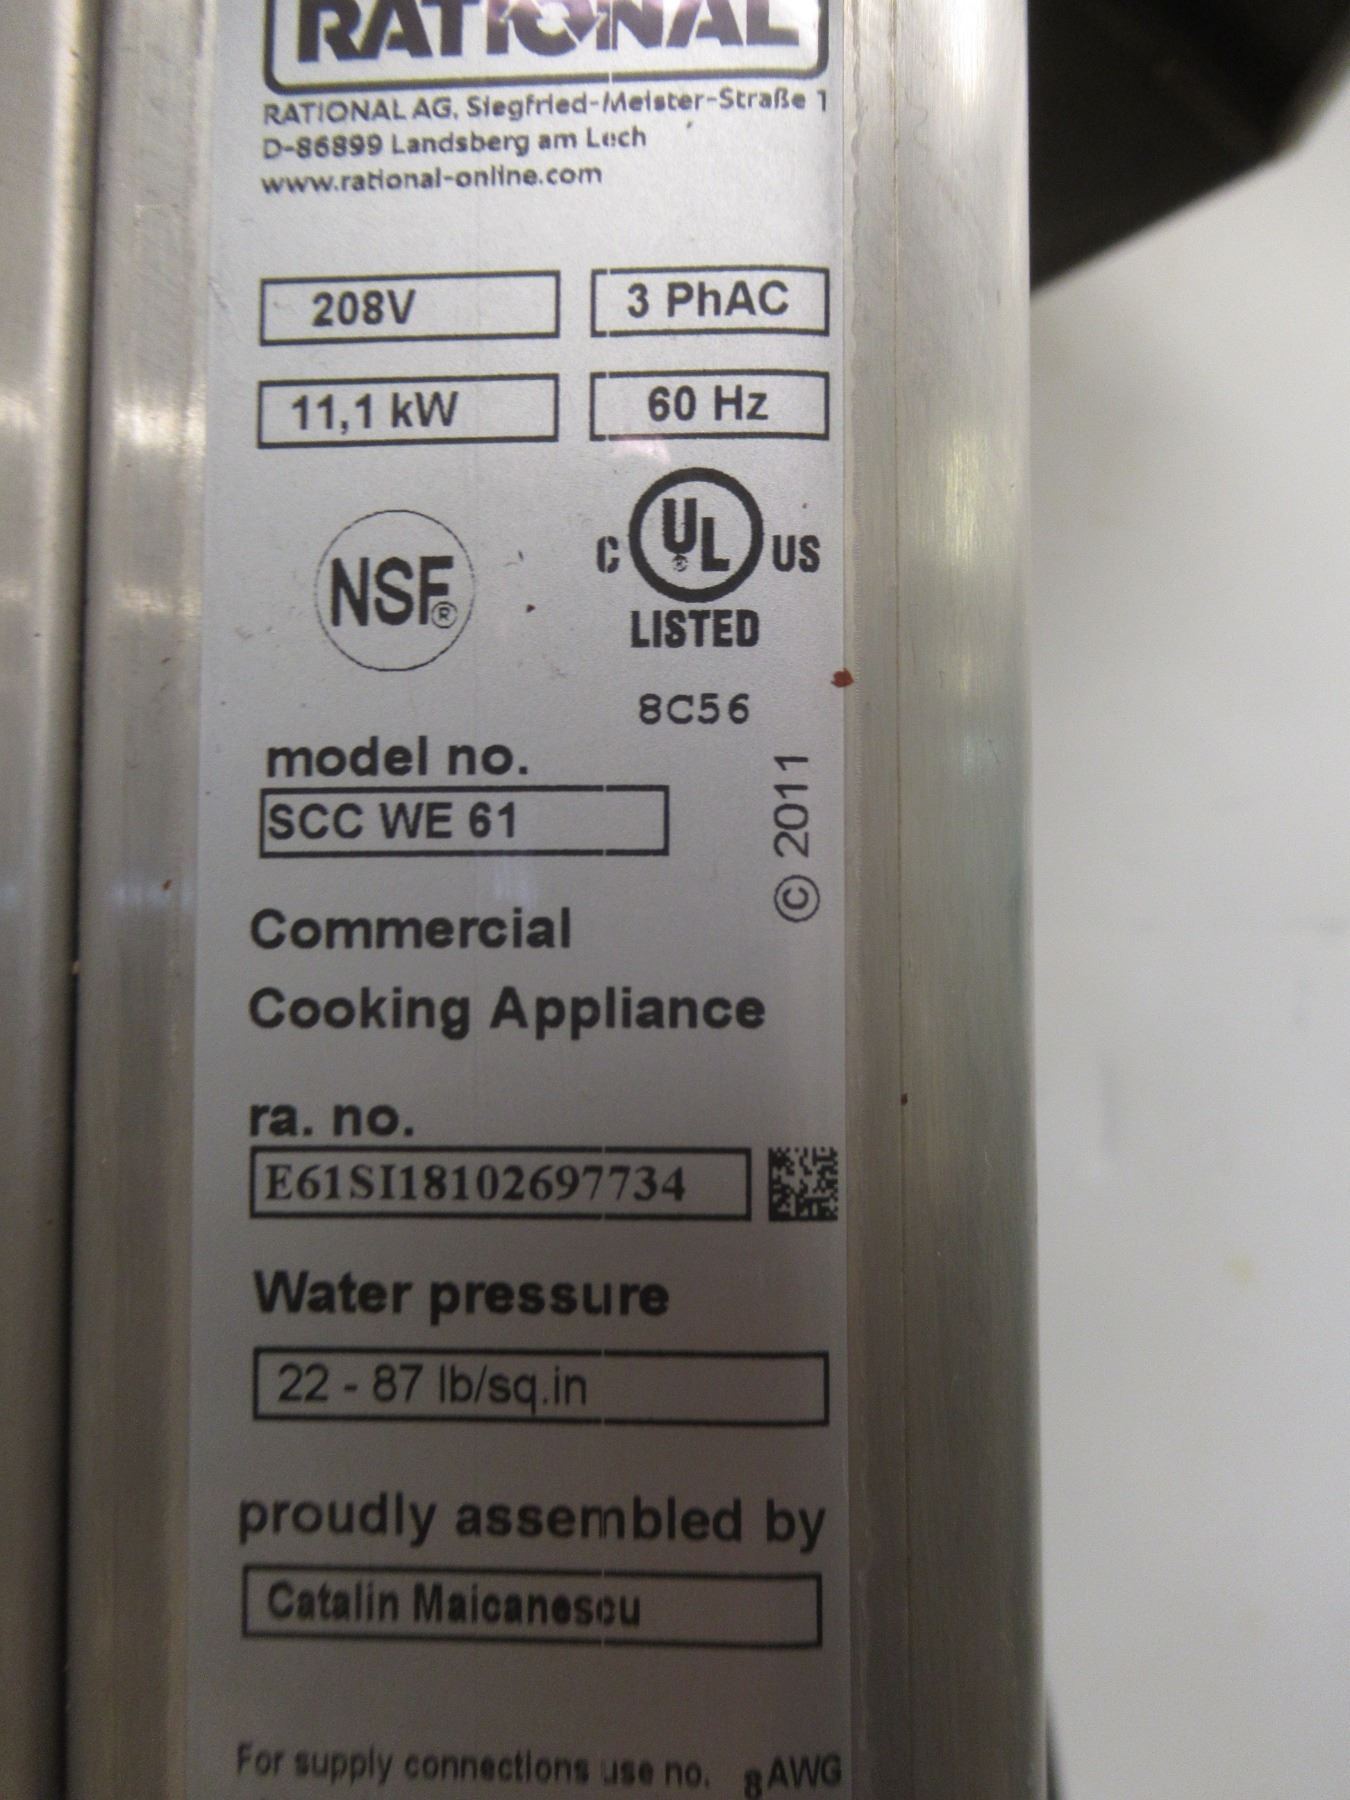 RATIONAL
RATIONAL AG, Siegfried-Meister-Straße 1
D-86899 Landsberg am Lech
www.rational-online.com
208V
3 PhAC
11,1 kW
60 Hz
NSF®
C UL® US
LISTED
8C56
model no.
SCC WE 61
© 2011
Commercial
Cooking Appliance
ra. no.
E61SI18102697734
Water pressure
22 - 87 lb/sq.in
proudly assembled by
Catalin Maicanescu
For supply connections use no. 8AWG